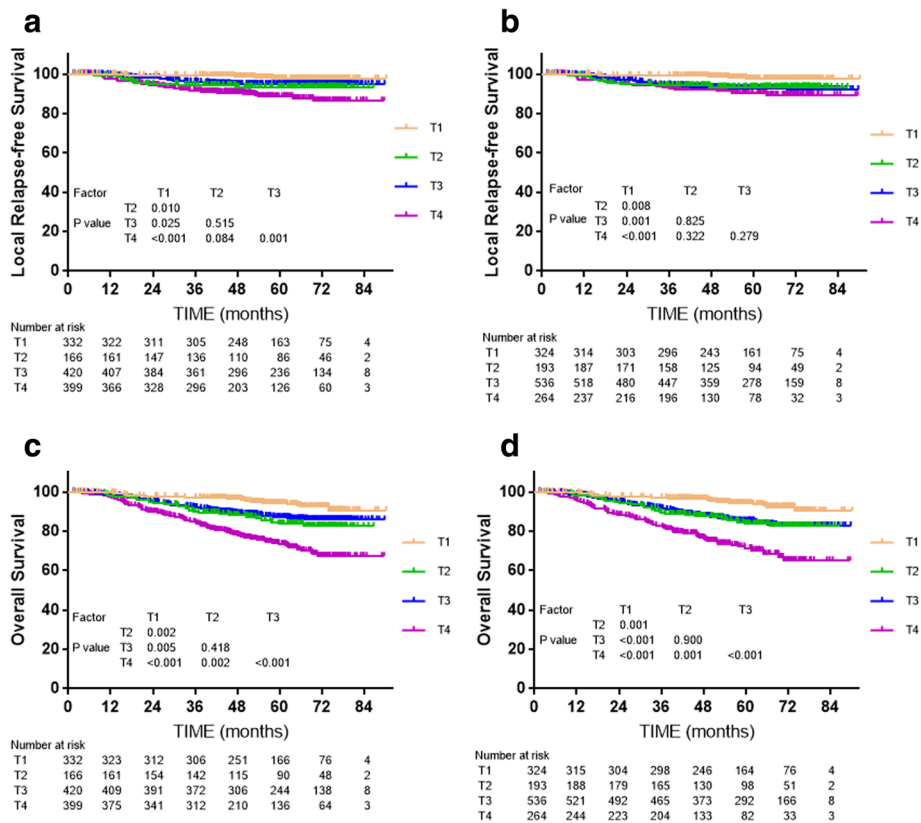 a
Local Relapse-free Survival
100
80
60
40
20
0
0 12 24 36 48 60 72 84
TIME (months)
T1
T2
T3
T4
Factor T1 T2 T3
T2 0.010
P value T3 0.025 0.515
T4 <0.001 0.084 0.001
Number at risk
T1 332 322 311 305 248 163 75 4
T2 166 161 147 136 110 86 46 2
T3 420 407 384 361 296 236 134 8
T4 399 366 328 296 203 126 60 3
b
Local Relapse-free Survival
100
80
60
40
20
0
0 12 24 36 48 60 72 84
TIME (months)
T1
T2
T3
T4
Factor T1 T2 T3
T2 0.008
P value T3 0.001 0.825
T4 <0.001 0.322 0.279
Number at risk
T1 324 314 303 296 243 161 75 4
T2 193 187 171 158 125 94 49 2
T3 536 518 480 447 359 278 159 8
T4 264 237 216 196 130 78 32 3
c
Overall Survival
100
80
60
40
20
0
0 12 24 36 48 60 72 84
TIME (months)
T1
T2
T3
T4
Factor T1 T2 T3
T2 0.002
P value T3 0.005 0.418
T4 <0.001 0.002 <0.001
Number at risk
T1 332 323 312 306 251 166 76 4
T2 166 161 154 142 115 90 48 2
T3 420 409 391 372 306 244 138 8
T4 399 375 341 312 210 136 64 3
d
Overall Survival
100
80
60
40
20
0
0 12 24 36 48 60 72 84
TIME (months)
T1
T2
T3
T4
Factor T1 T2 T3
T2 0.001
P value T3 <0.001 0.900
T4 <0.001 0.001 <0.001
Number at risk
T1 324 315 304 298 246 164 76 4
T2 193 188 179 165 130 98 51 2
T3 536 521 492 465 373 292 166 8
T4 264 244 223 204 133 82 33 3